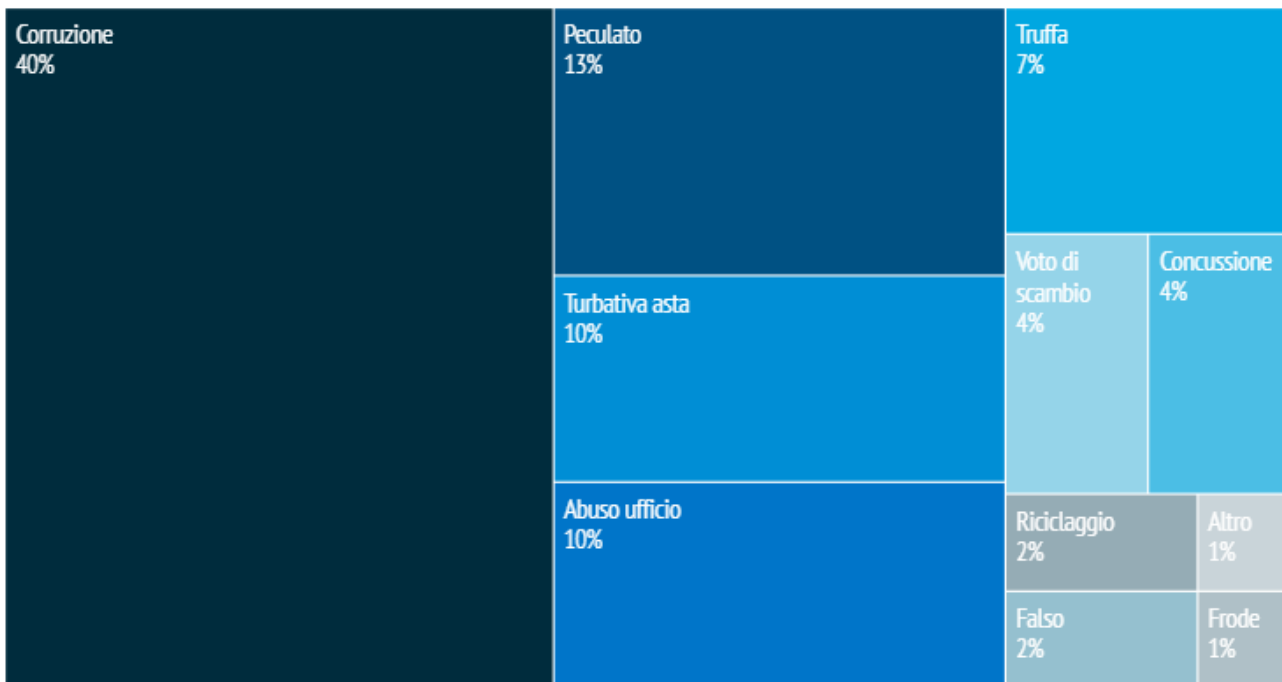 Corruzione
40%
Peculato
13%
Turbativa asta
10%
Abuso ufficio
10%
Truffa
7%
Voto di
scambio
4%
Concussione
4%
Riciclaggio
2%
Altro
1%
Falso
2%
Frode
1%